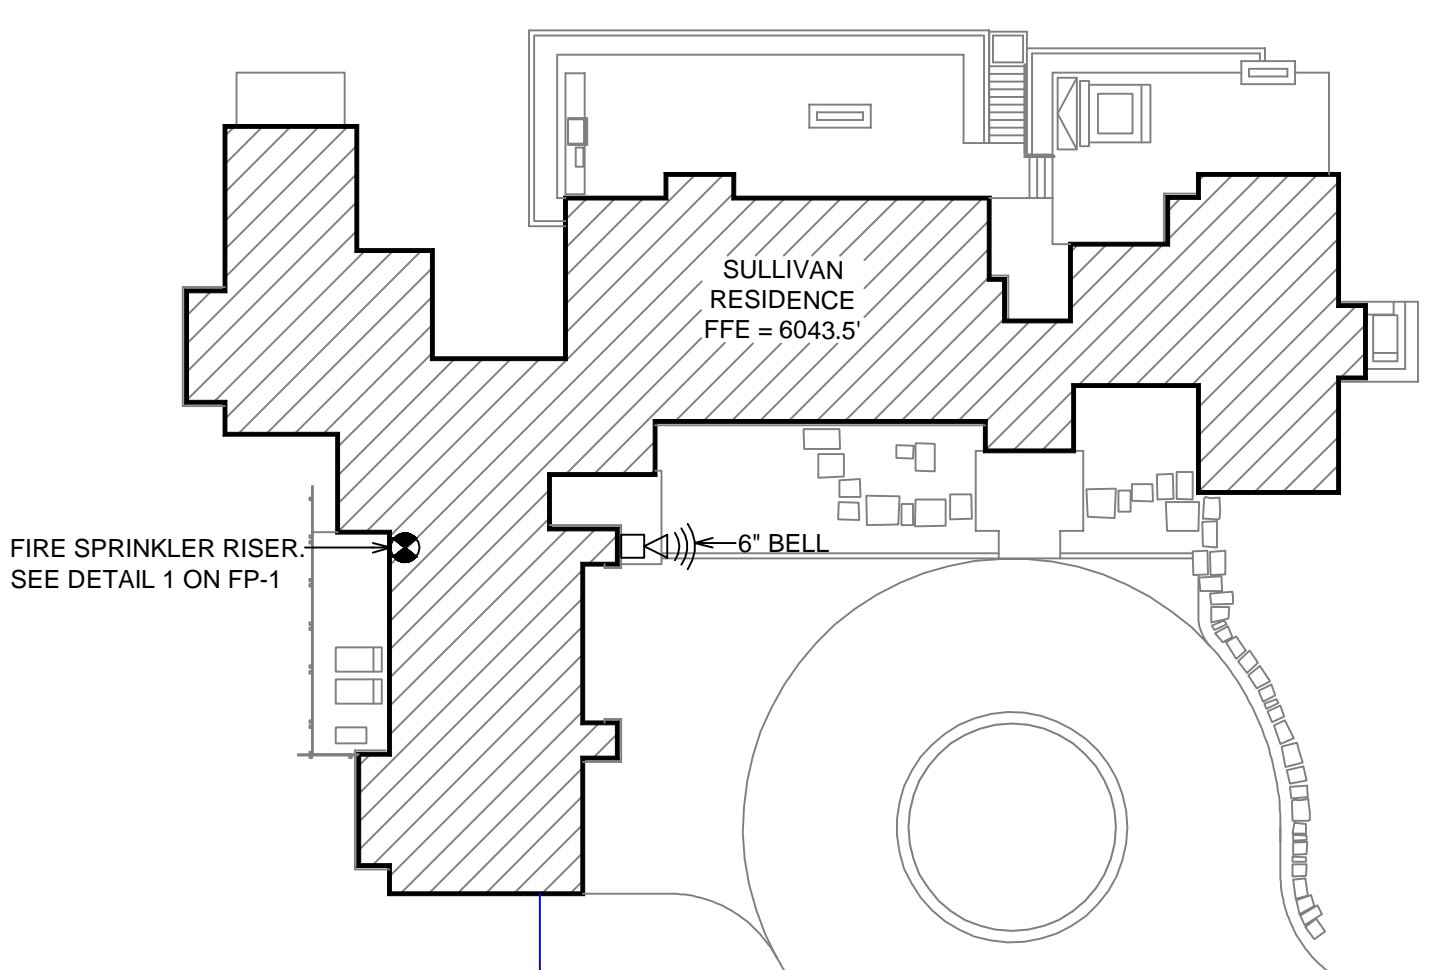 SULLIVAN
RESIDENCE
FFE = 6043.5'
FIRE SPRINKLER RISER.
SEE DETAIL 1 ON FP-1
6" BELL